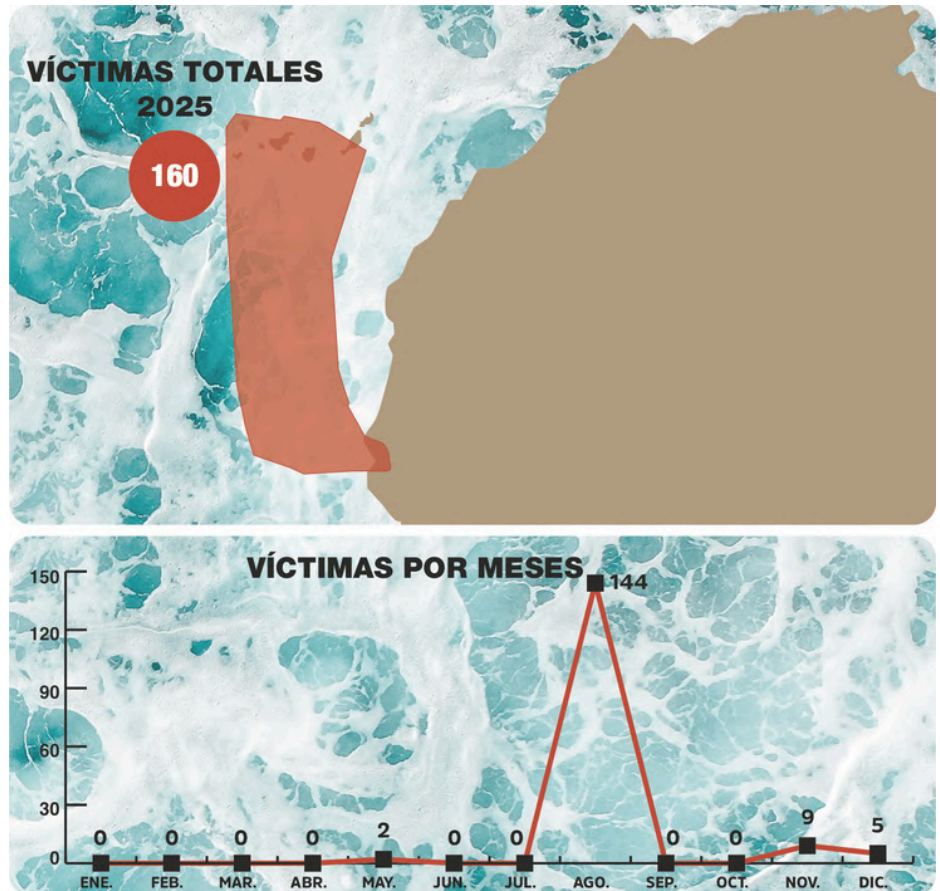 VÍCTIMAS TOTALES
2025
160
VÍCTIMAS POR MESES
150
120
90
60
30
0
0
0
0
0
2
0
0
144
0
0
9
5
ENE.
FEB.
MAR.
ABR.
MAY.
JUN.
JUL.
AGO.
SEP.
OCT.
NOV.
DIC.